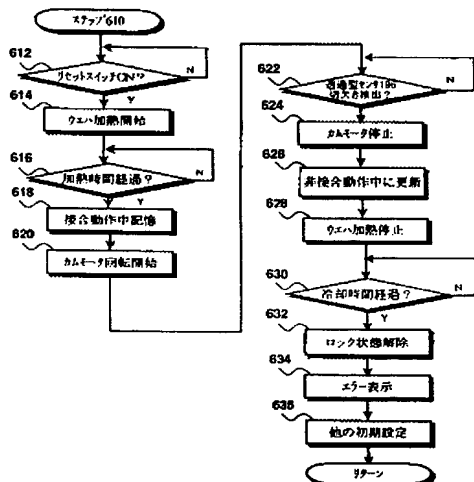 ステップ610
612
リセットスイッチON?
N
Y
614
ウエハ加熱開始
616
加熱時間経過?
N
Y
618
接合動作中記憶
620
カムモータ回転開始
622
透過型センサ196
切欠き検出?
N
Y
624
カムモータ停止
626
非接合動作中に更新
628
ウエハ加熱停止
630
冷却時間経過?
N
Y
632
ロック状態解除
634
エラー表示
636
他の初期設定
リターン